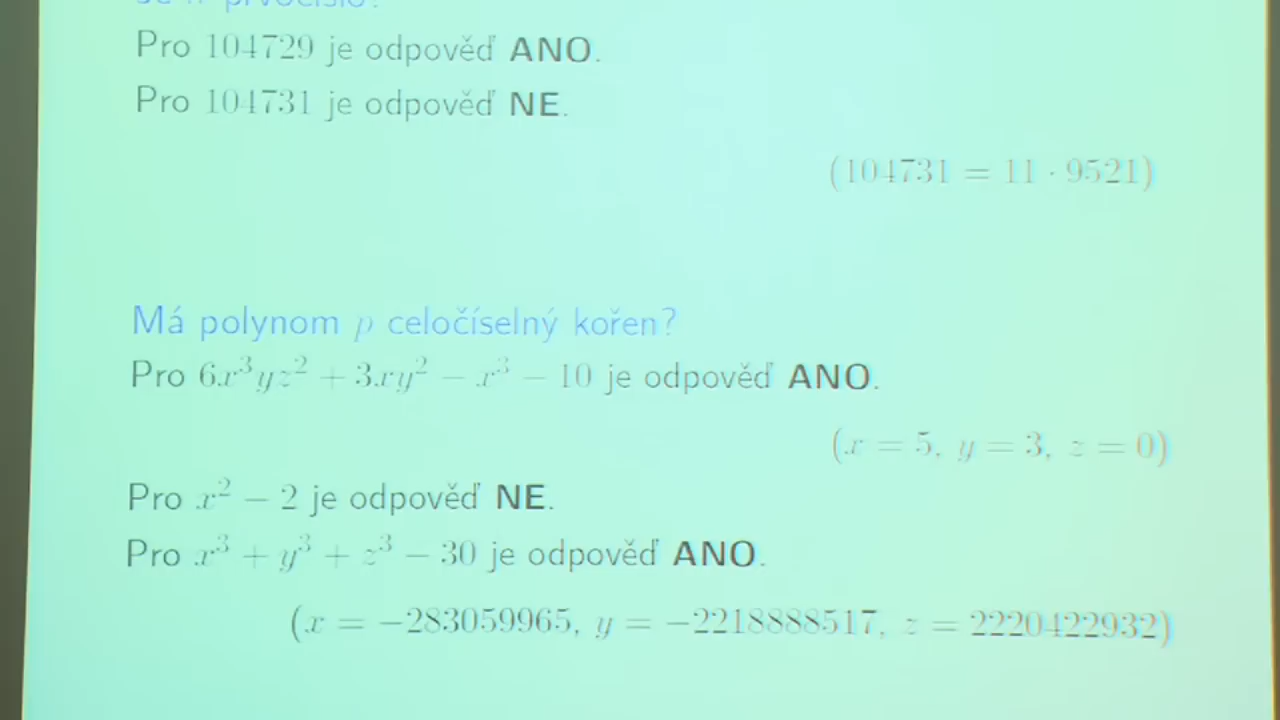 Je n prvočíslo?
Pro 104729 je odpověď ANO.
Pro 104731 je odpověď NE.
(104731 = 11 · 9521)
Má polynom p celočíselný kořen?
Pro 6x³yz² + 3xy² − x³ − 10 je odpověď ANO.
(x = 5, y = 3, z = 0)
Pro x² − 2 je odpověď NE.
Pro x³ + y³ + z³ − 30 je odpověď ANO.
(x = −283059965, y = −2218888517, z = 2220422932)